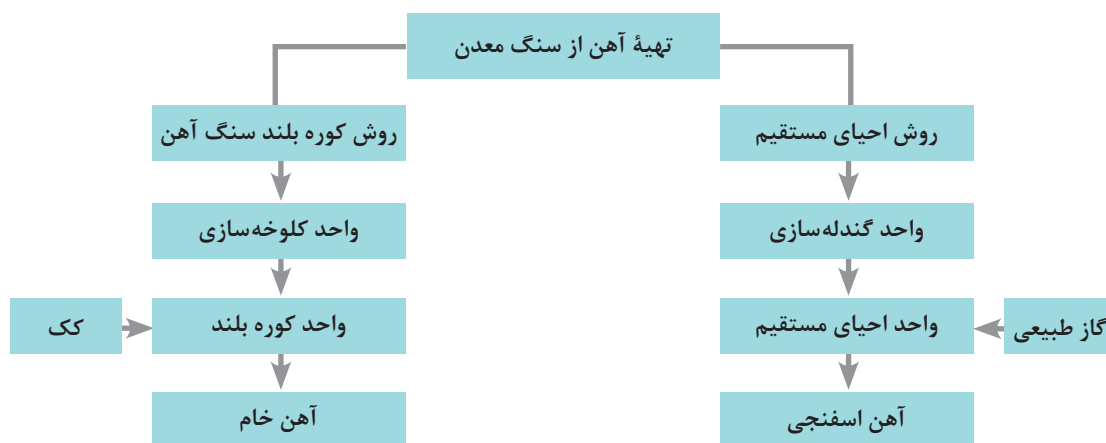 تهیۀ آهن از سنگ معدن
روش احیای مستقیم
روش کوره بلند سنگ آهن
واحد گندله‌سازی
واحد کلوخه‌سازی
گاز طبیعی
واحد احیای مستقیم
واحد کوره بلند
کک
آهن اسفنجی
آهن خام